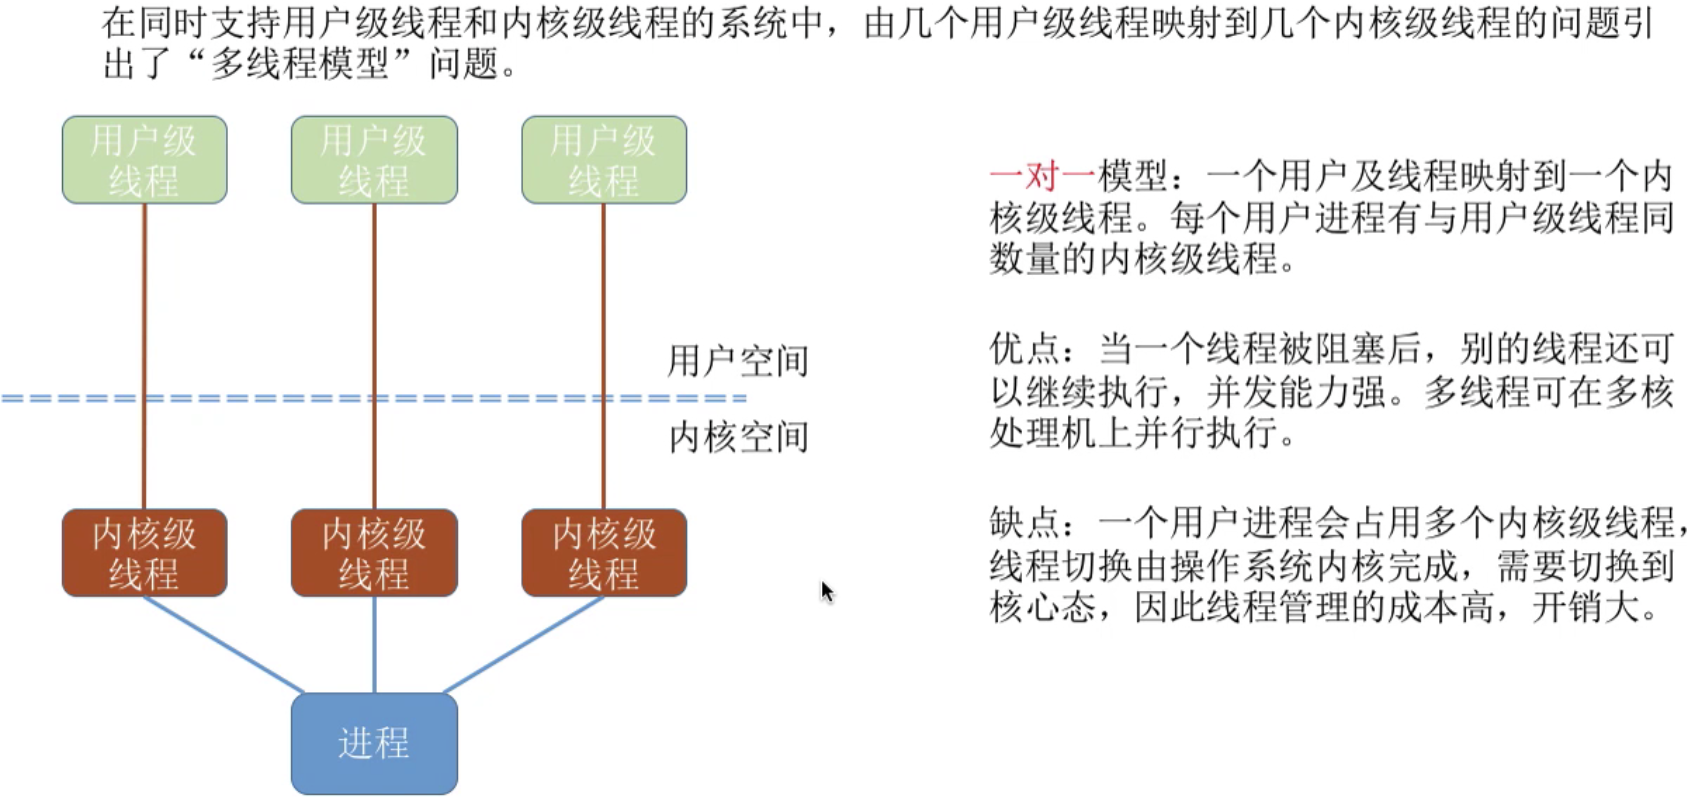 在同时支持用户级线程和内核级线程的系统中，由几个用户级线程映射到几个内核级线程的问题引
出了“多线程模型”问题。
用户级
线程
用户级
线程
用户级
线程
用户空间
内核空间
内核级
线程
内核级
线程
内核级
线程
进程
一对一模型：一个用户及线程映射到一个内
核级线程。每个用户进程有与用户级线程同
数量的内核级线程。
优点：当一个线程被阻塞后，别的线程还可
以继续执行，并发能力强。多线程可在多核
处理机上并行执行。
缺点：一个用户进程会占用多个内核级线程，
线程切换由操作系统内核完成，需要切换到
核心态，因此线程管理的成本高，开销大。